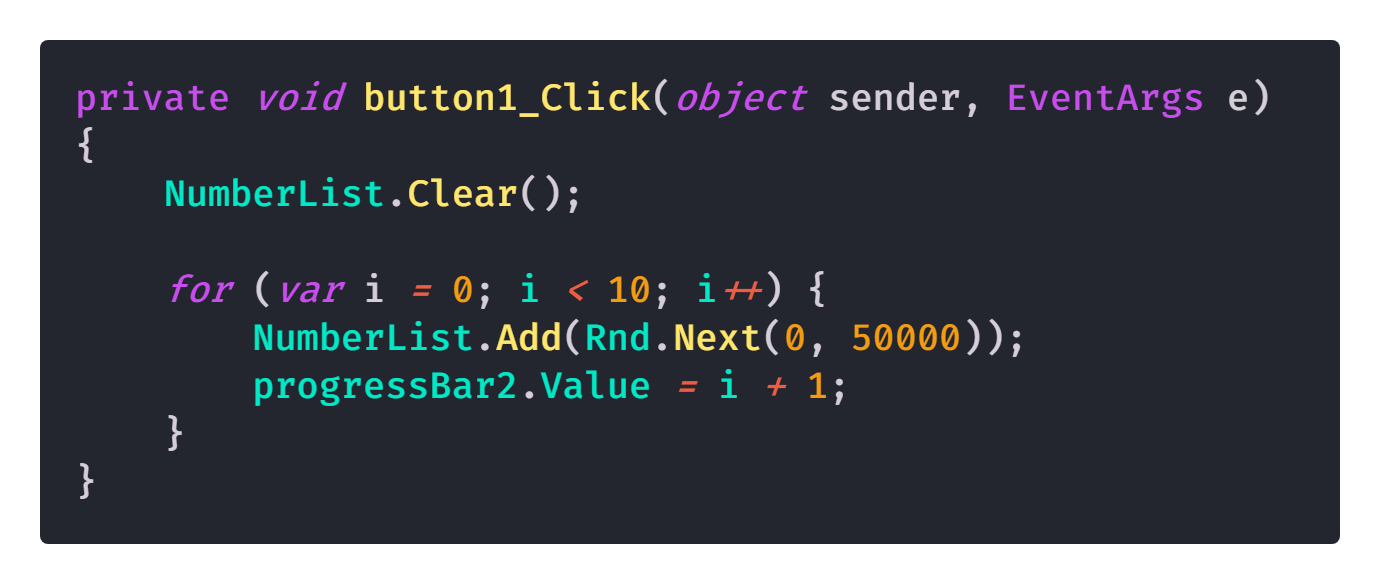 private void button1_Click(object sender, EventArgs e)
{
    NumberList.Clear();

    for (var i = 0; i < 10; i++) {
        NumberList.Add(Rnd.Next(0, 50000));
        progressBar2.Value = i + 1;
    }
}